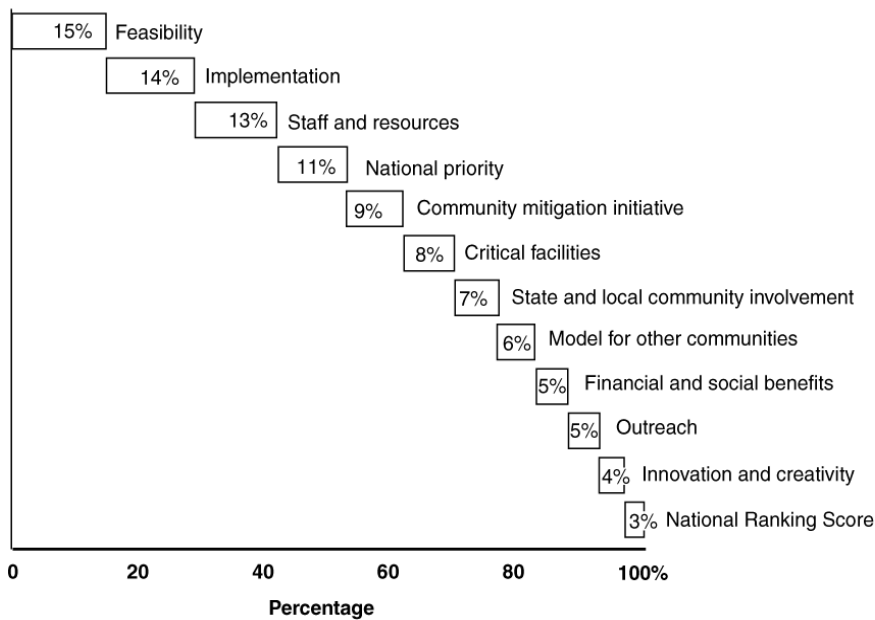 15% Feasibility
14% Implementation
13% Staff and resources
11% National priority
9% Community mitigation initiative
8% Critical facilities
7% State and local community involvement
6% Model for other communities
5% Financial and social benefits
5% Outreach
4% Innovation and creativity
3% National Ranking Score
0 20 40 60 80 100%
Percentage